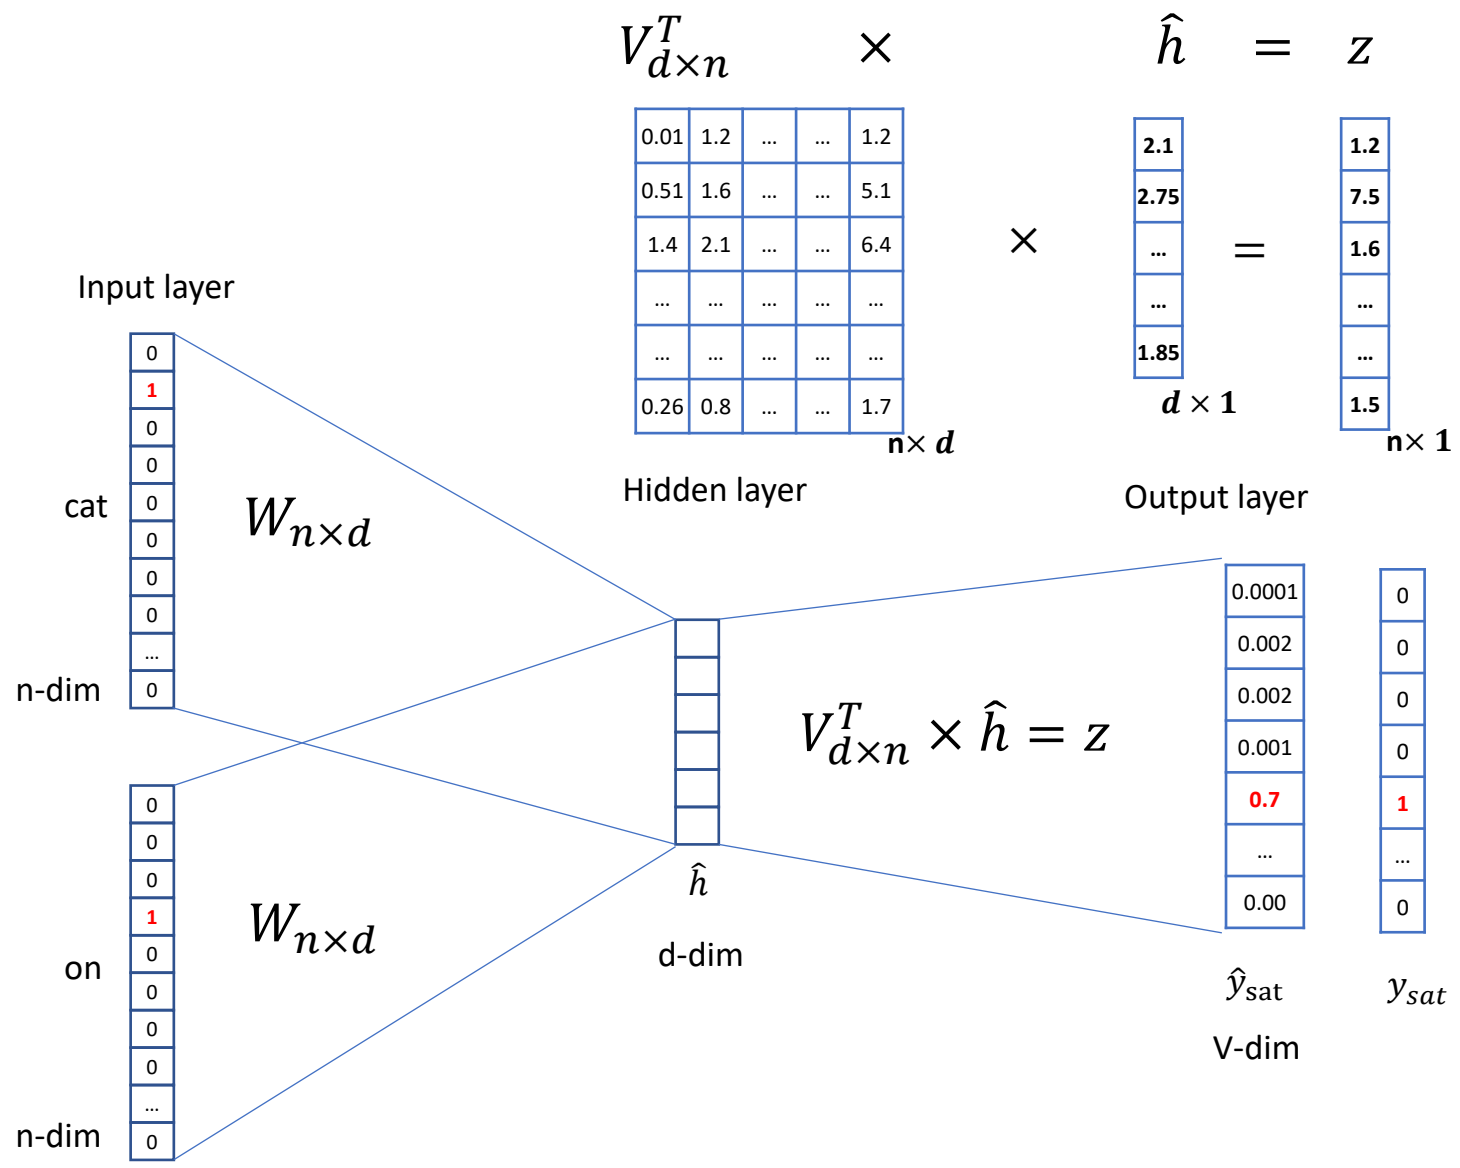 V^T_{d×n} × ĥ = z
0.01 1.2 ... ... 1.2
0.51 1.6 ... ... 5.1
1.4 2.1 ... ... 6.4
... ... ... ... ...
... ... ... ... ...
0.26 0.8 ... ... 1.7
n× d
×
2.1
2.75
...
...
1.85
d × 1
=
1.2
7.5
1.6
...
...
1.5
n× 1
Input layer
0
1
0
0
0
0
0
0
...
0
cat
n-dim
W_{n×d}
0
0
0
1
0
0
0
0
...
0
on
n-dim
W_{n×d}
Hidden layer
ĥ
d-dim
V^T_{d×n} × ĥ = z
Output layer
0.0001
0.002
0.002
0.001
0.7
...
0.00
ŷ_sat
V-dim
0
0
0
0
1
...
0
y_sat